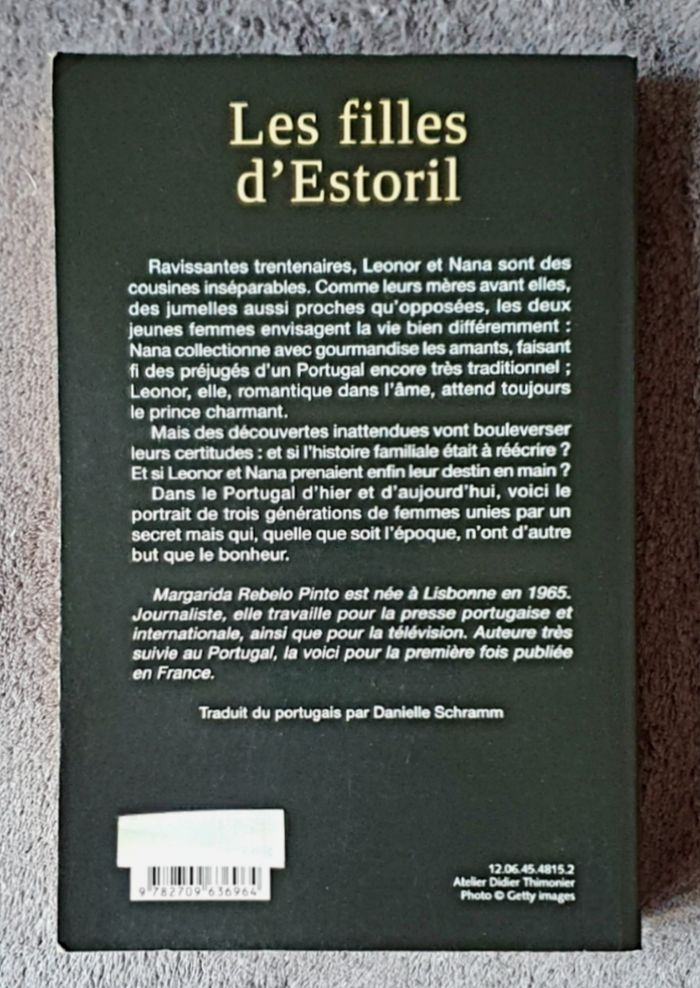 Les filles
d'Estoril
Ravissantes trentenaires, Leonor et Nana sont des
cousines inséparables. Comme leurs mères avant elles,
des jumelles aussi proches qu'opposées, les deux
jeunes femmes envisagent la vie bien différemment :
Nana collectionne avec gourmandise les amants, faisant
fi des préjugés d'un Portugal encore très traditionnel ;
Leonor, elle, romantique dans l'âme, attend toujours
le prince charmant.
Mais des découvertes inattendues vont bouleverser
leurs certitudes : et si l'histoire familiale était à réécrire ?
Et si Leonor et Nana prenaient enfin leur destin en main ?
Dans le Portugal d'hier et d'aujourd'hui, voici le
portrait de trois générations de femmes unies par un
secret mais qui, quelle que soit l'époque, n'ont d'autre
but que le bonheur.
Margarida Rebelo Pinto est née à Lisbonne en 1965.
Journaliste, elle travaille pour la presse portugaise et
internationale, ainsi que pour la télévision. Auteure très
suivie au Portugal, la voici pour la première fois publiée
en France.
Traduit du portugais par Danielle Schramm
9 782709 636964
12.06.45.4815.2
Atelier Didier Thimonier
Photo © Getty images